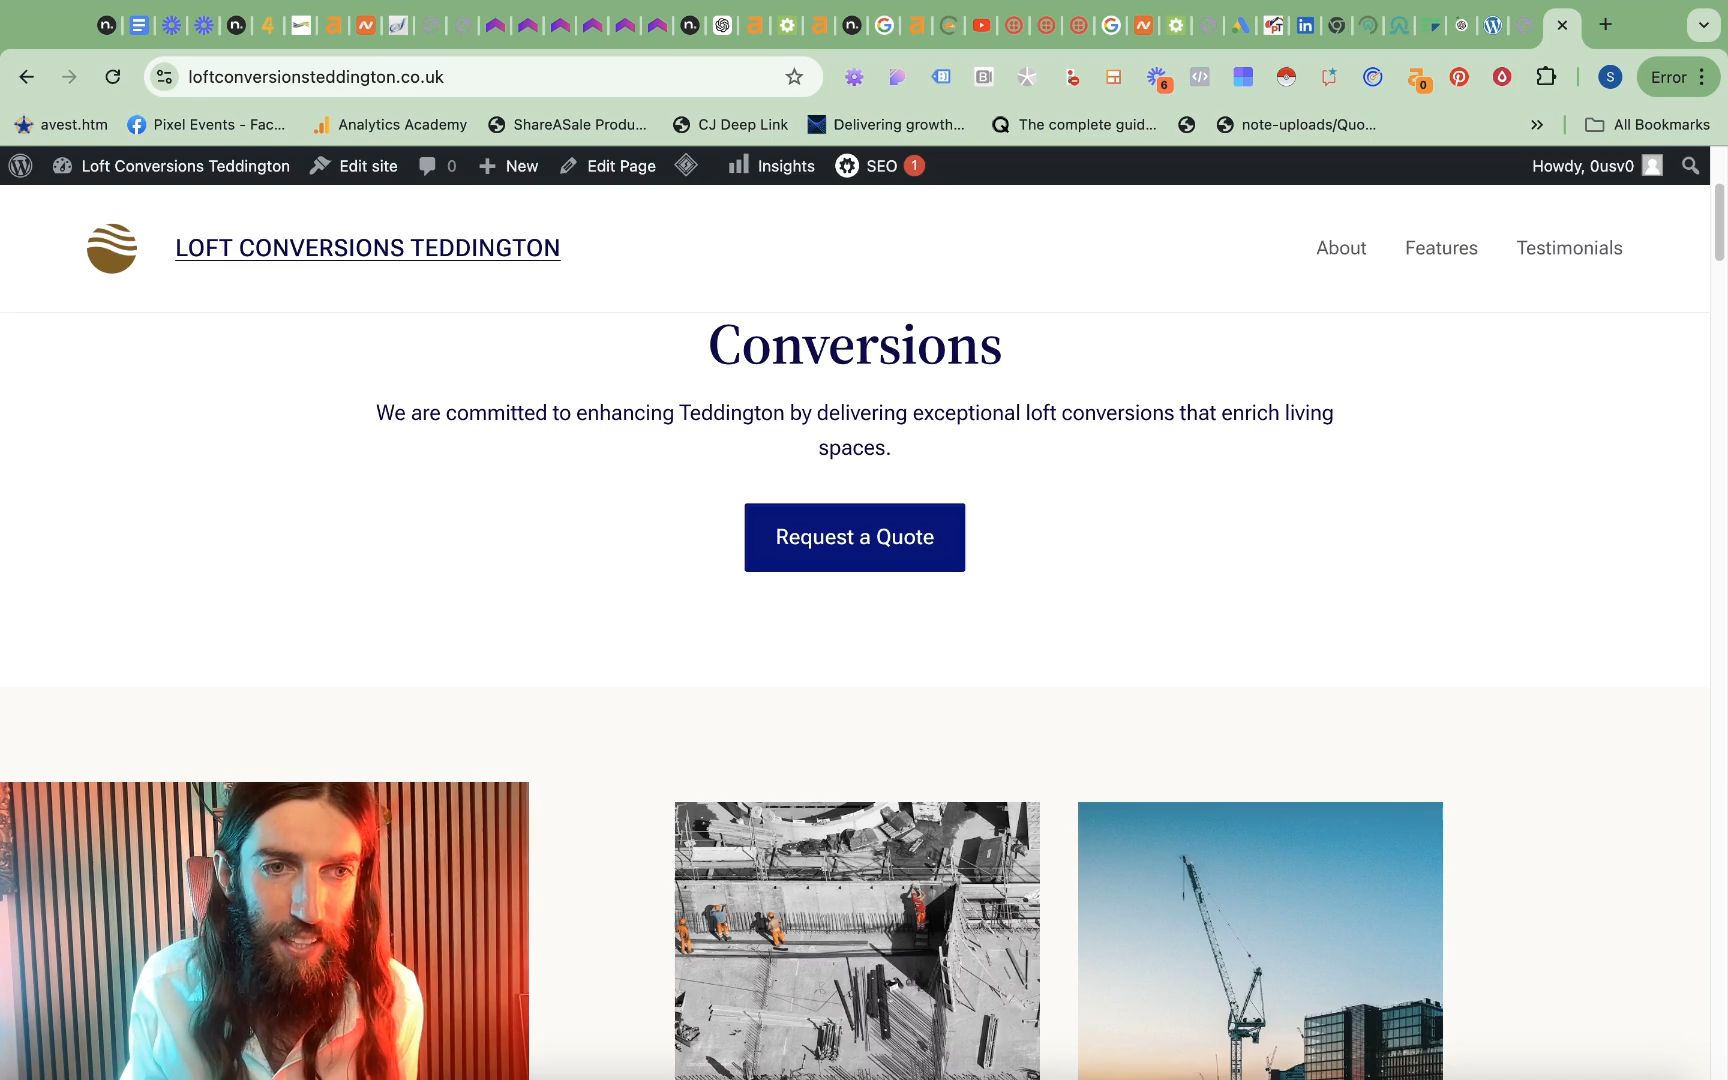 loftconversionsteddington.co.uk
6
0
S
Error
avest.htm
Pixel Events - Fac...
Analytics Academy
ShareASale Produ...
CJ Deep Link
Delivering growth...
The complete guid...
note-uploads/Quo...
All Bookmarks
Loft Conversions Teddington
Edit site
0
New
Edit Page
Insights
SEO
1
Howdy, 0usv0
LOFT CONVERSIONS TEDDINGTON
About
Features
Testimonials
Conversions
We are committed to enhancing Teddington by delivering exceptional loft conversions that enrich living
spaces.
Request a Quote